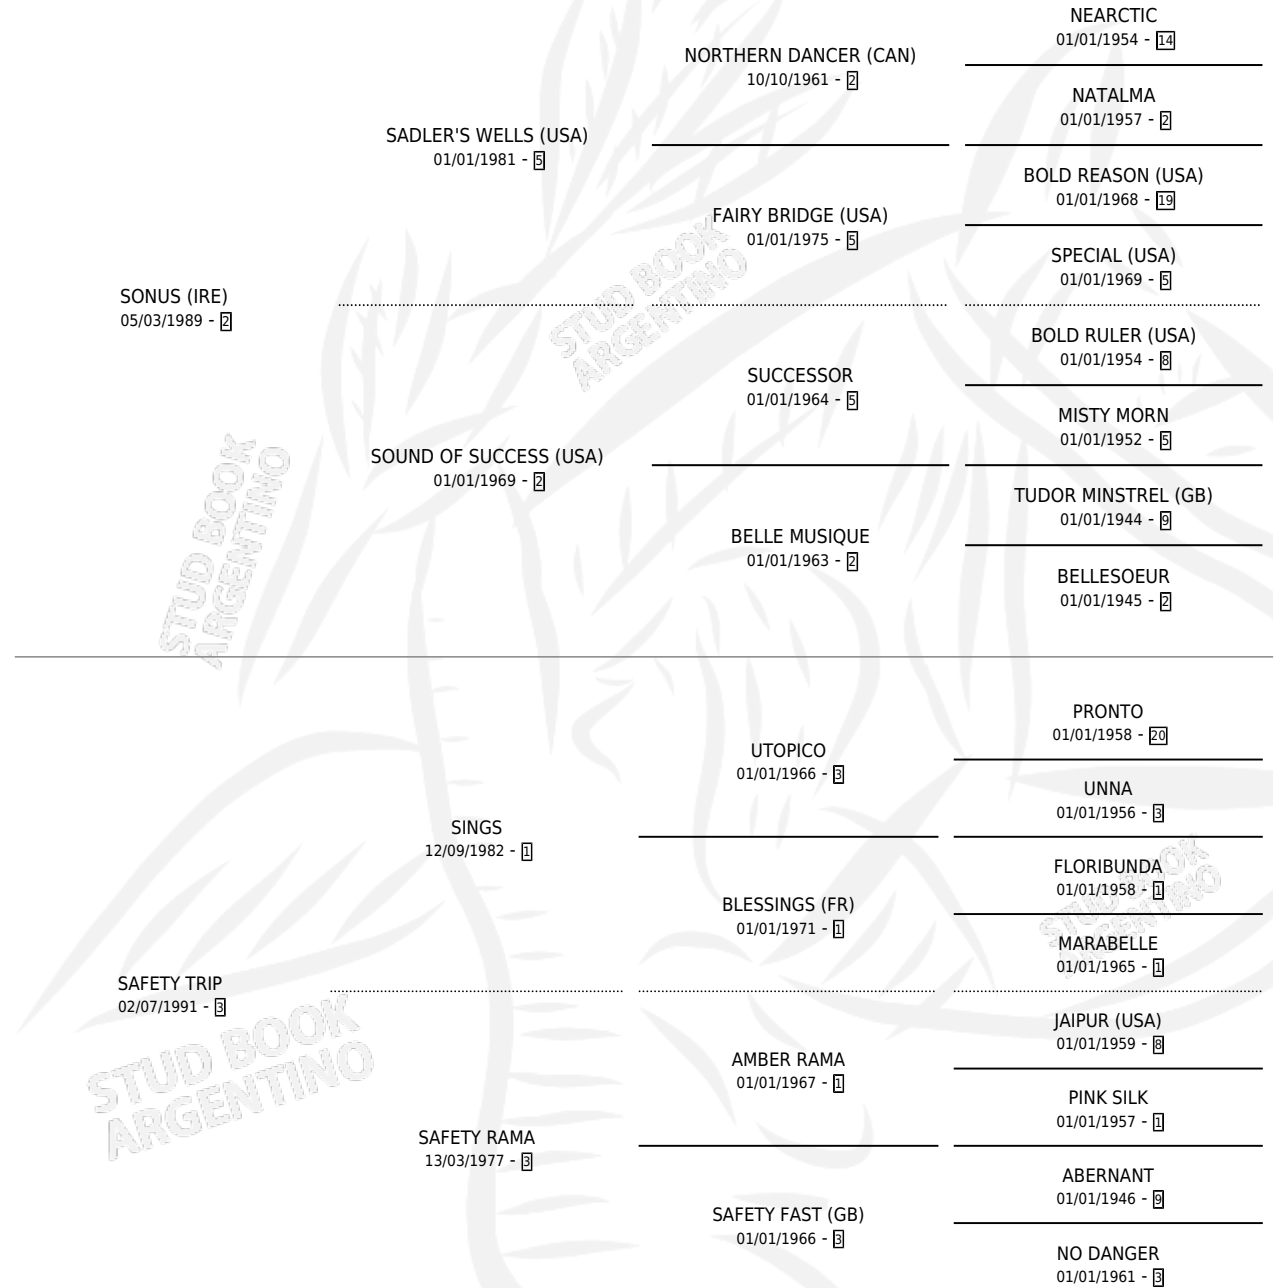 NEARCTIC
01/01/1954 - 14
NORTHERN DANCER (CAN)
10/10/1961 - 2
NATALMA
01/01/1957 - 2
SADLER'S WELLS (USA)
01/01/1981 - 5
BOLD REASON (USA)
01/01/1968 - 19
FAIRY BRIDGE (USA)
01/01/1975 - 5
SPECIAL (USA)
01/01/1969 - 5
SONUS (IRE)
05/03/1989 - 2
BOLD RULER (USA)
01/01/1954 - 8
SUCCESSOR
01/01/1964 - 5
MISTY MORN
01/01/1952 - 5
SOUND OF SUCCESS (USA)
01/01/1969 - 2
TUDOR MINSTREL (GB)
01/01/1944 - 9
BELLE MUSIQUE
01/01/1963 - 2
BELLESOEUR
01/01/1945 - 2
STUD BOOK
ARGENTINO
STUD BOOK
ARGENTINO
PRONTO
01/01/1958 - 20
UTOPICO
01/01/1966 - 3
UNNA
01/01/1956 - 3
SINGS
12/09/1982 - 1
FLORIBUNDA
01/01/1958 - 1
BLESSINGS (FR)
01/01/1971 - 1
MARABELLE
01/01/1965 - 1
STUD BOOK
ARGENTINO
SAFETY TRIP
02/07/1991 - 3
JAIPUR (USA)
01/01/1959 - 8
AMBER RAMA
01/01/1967 - 1
PINK SILK
01/01/1957 - 1
SAFETY RAMA
13/03/1977 - 3
ABERNANT
01/01/1946 - 9
SAFETY FAST (GB)
01/01/1966 - 3
NO DANGER
01/01/1961 - 3
STUD BOOK
ARGENTINO